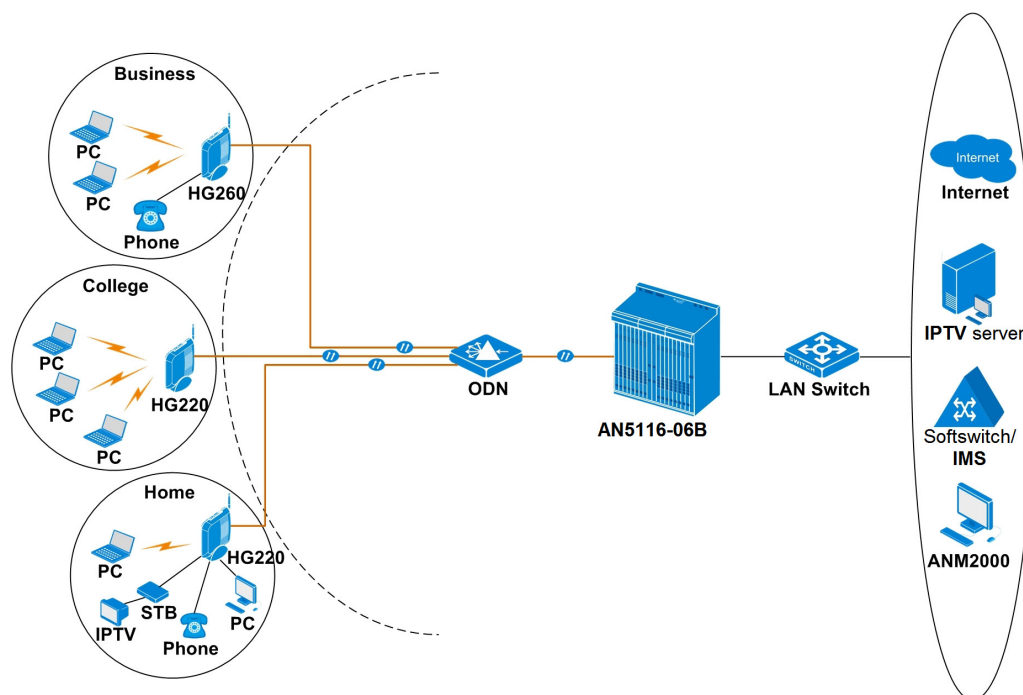 Business
PC
PC
HG260
Phone
College
PC
PC
PC
HG220
Home
PC
HG220
STB
IPTV
Phone
PC
ODN
AN5116-06B
SWITCH
LAN Switch
Internet
Internet
IPTV server
Softswitch/
IMS
ANM2000